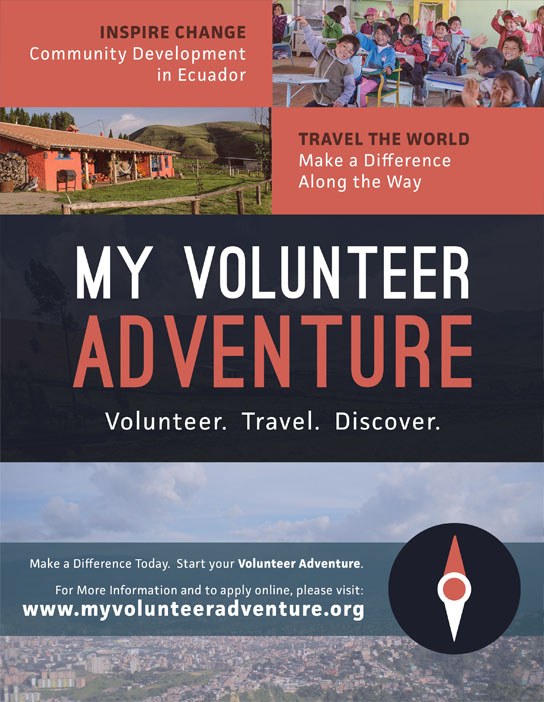 INSPIRE CHANGE
Community Development
in Ecuador
TRAVEL THE WORLD
Make a Difference
Along the Way
MY VOLUNTEER
ADVENTURE
Volunteer. Travel. Discover.
Make a Difference Today. Start your Volunteer Adventure.
For More Information and to apply online, please visit:
www.myvolunteeradventure.org